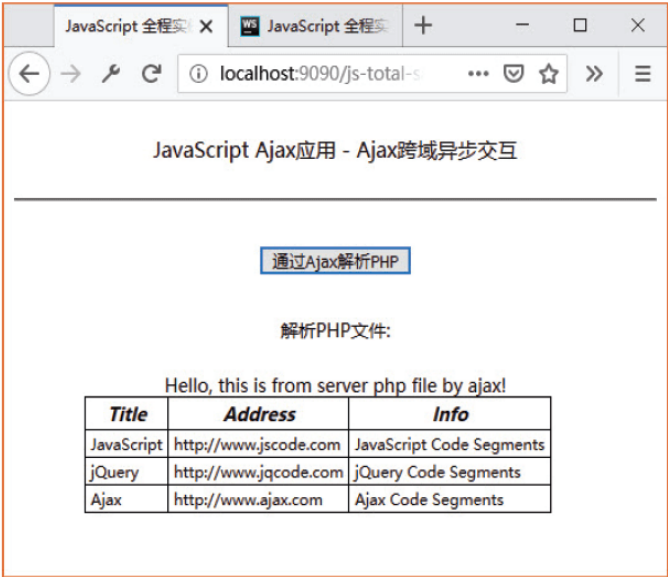 JavaScript 全程实 JavaScript 全程实
localhost:9090/js-total-s
JavaScript Ajax应用 - Ajax跨域异步交互
通过Ajax解析PHP
解析PHP文件:
Hello, this is from server php file by ajax!
Title Address Info
JavaScript http://www.jscode.com JavaScript Code Segments
jQuery http://www.jqcode.com jQuery Code Segments
Ajax http://www.ajax.com Ajax Code Segments